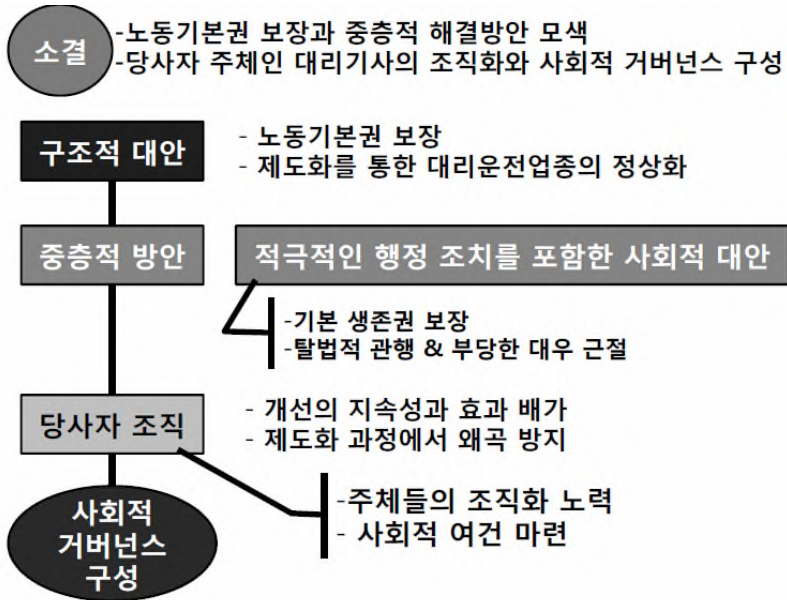 소결
-노동기본권 보장과 중층적 해결방안 모색
-당사자 주체인 대리기사의 조직화와 사회적 거버넌스 구성
구조적 대안
- 노동기본권 보장
- 제도화를 통한 대리운전업종의 정상화
중층적 방안
적극적인 행정 조치를 포함한 사회적 대안
-기본 생존권 보장
-탈법적 관행 & 부당한 대우 근절
당사자 조직
- 개선의 지속성과 효과 배가
- 제도화 과정에서 왜곡 방지
-주체들의 조직화 노력
- 사회적 여건 마련
사회적
거버넌스
구성